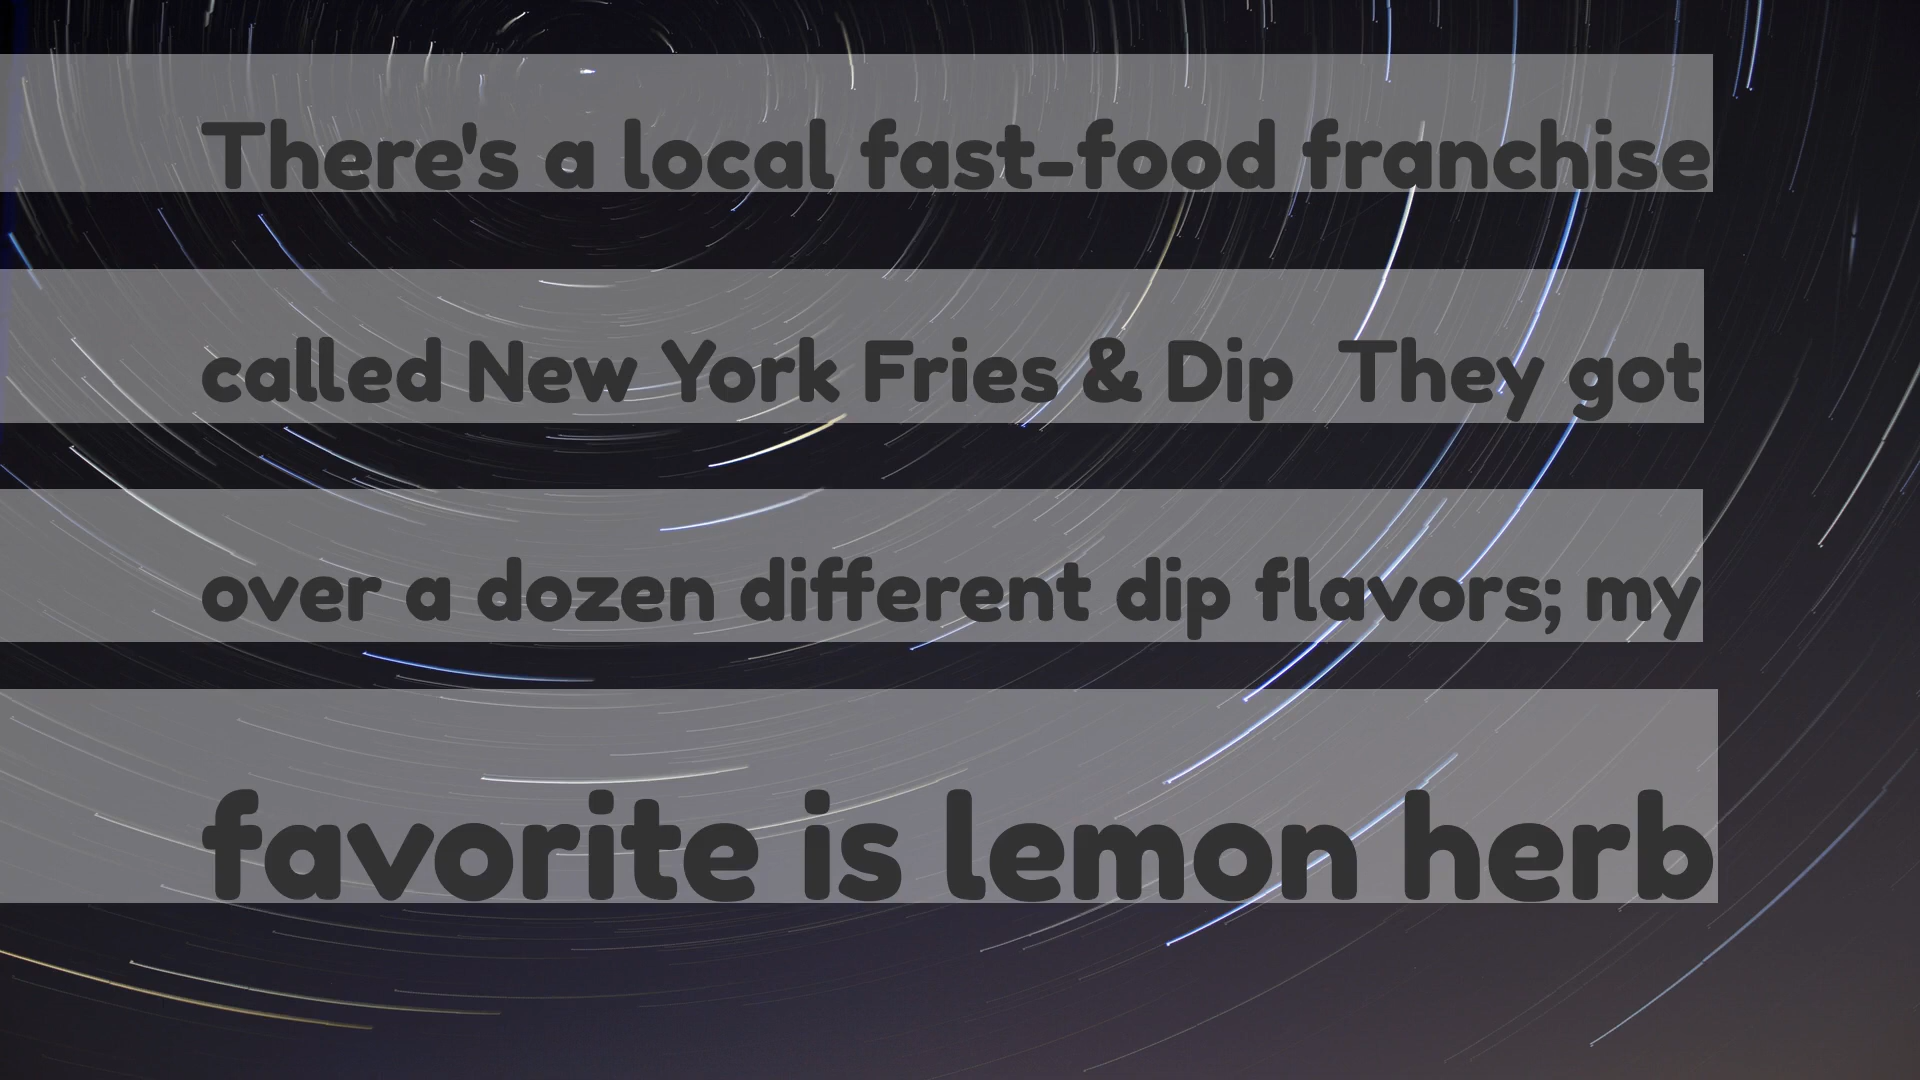 There's a local fast-food franchise
called New York Fries & Dip  They got
over a dozen different dip flavors; my
favorite is lemon herb